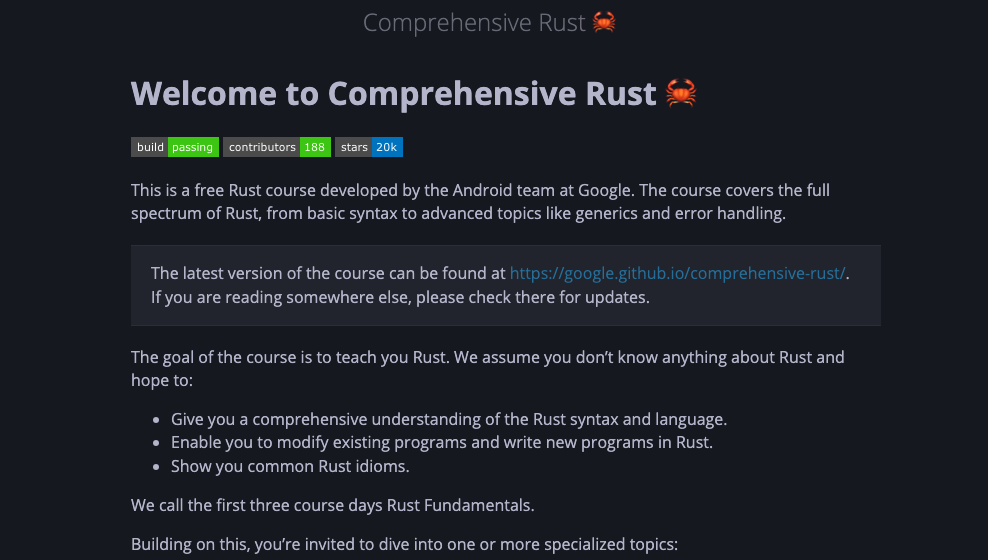 Comprehensive Rust 🦀
Welcome to Comprehensive Rust 🦀
build passing contributors 188 stars 20k
This is a free Rust course developed by the Android team at Google. The course covers the full
spectrum of Rust, from basic syntax to advanced topics like generics and error handling.
The latest version of the course can be found at https://google.github.io/comprehensive-rust/.
If you are reading somewhere else, please check there for updates.
The goal of the course is to teach you Rust. We assume you don’t know anything about Rust and
hope to:
• Give you a comprehensive understanding of the Rust syntax and language.
• Enable you to modify existing programs and write new programs in Rust.
• Show you common Rust idioms.
We call the first three course days Rust Fundamentals.
Building on this, you’re invited to dive into one or more specialized topics: